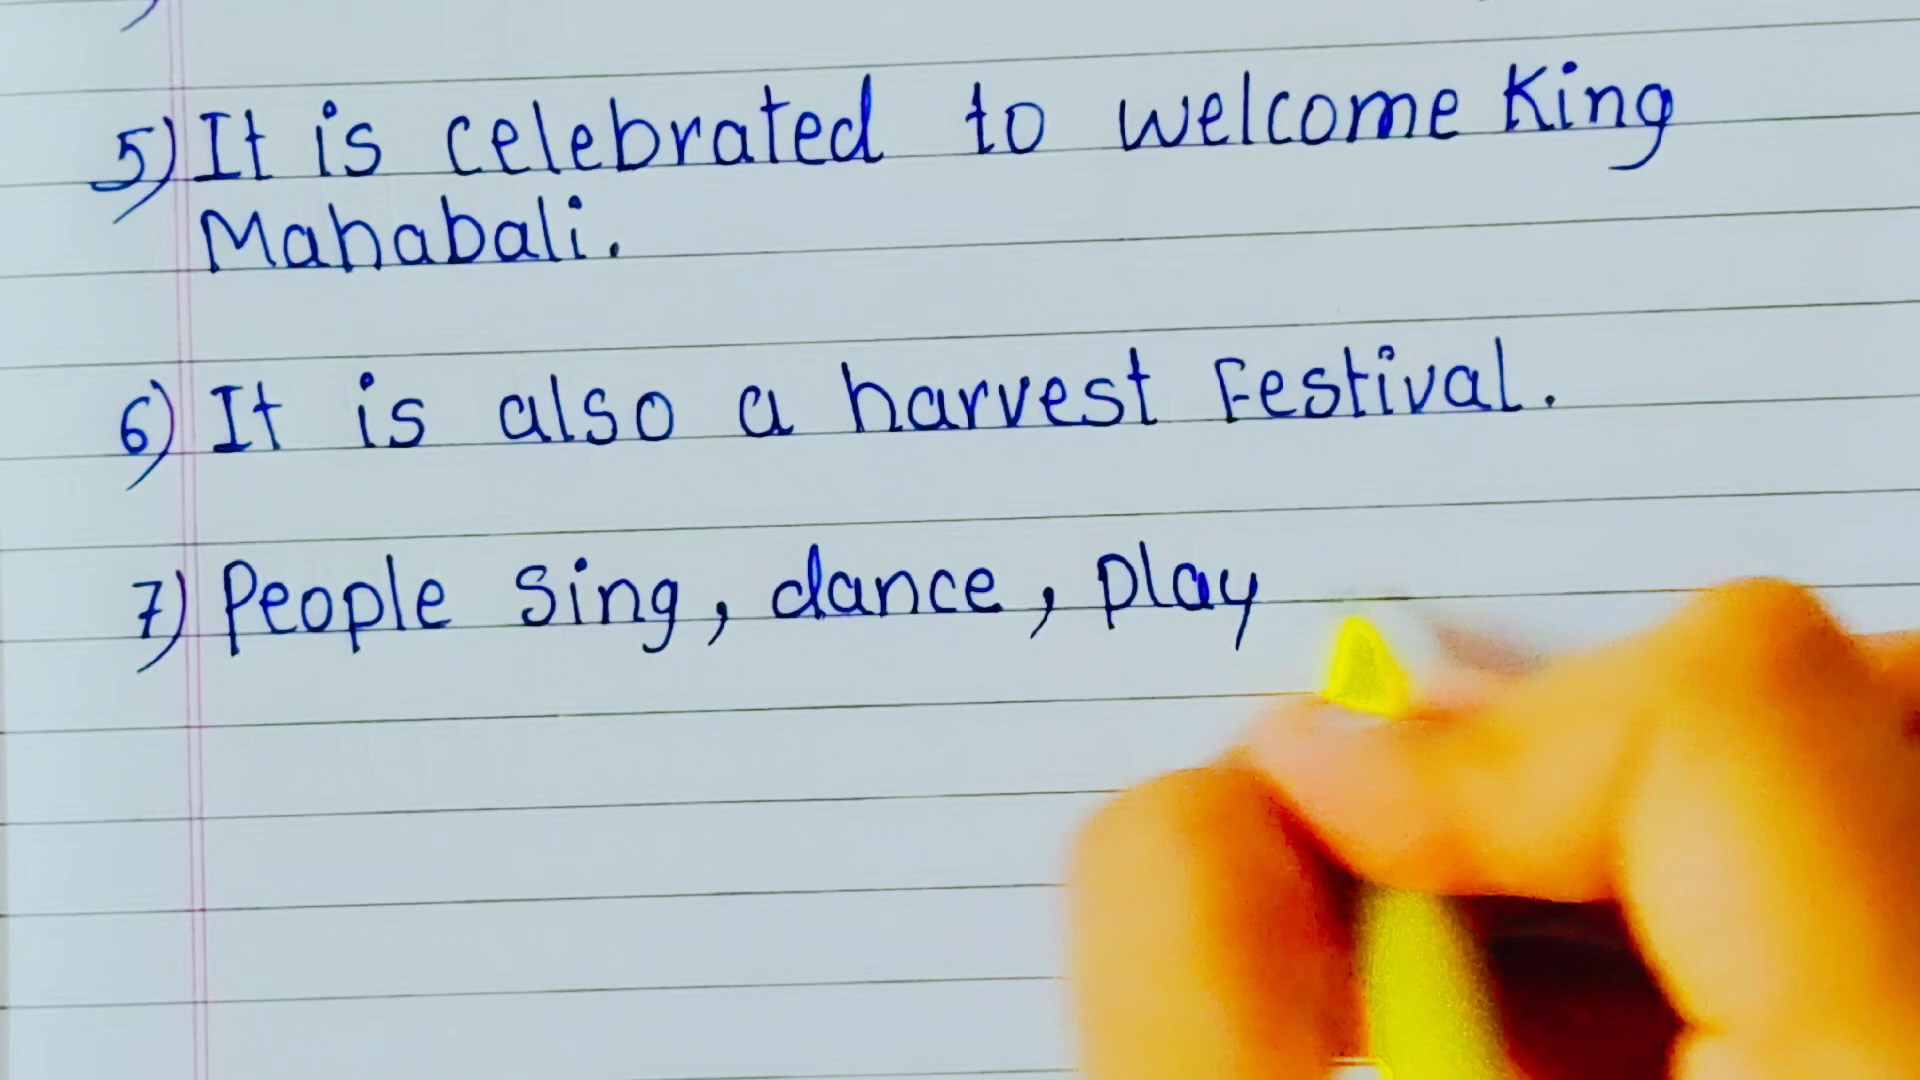 5) It is celebrated to welcome King
Mahabali.
6) It is also a harvest Festival.
7) People sing, dance, play